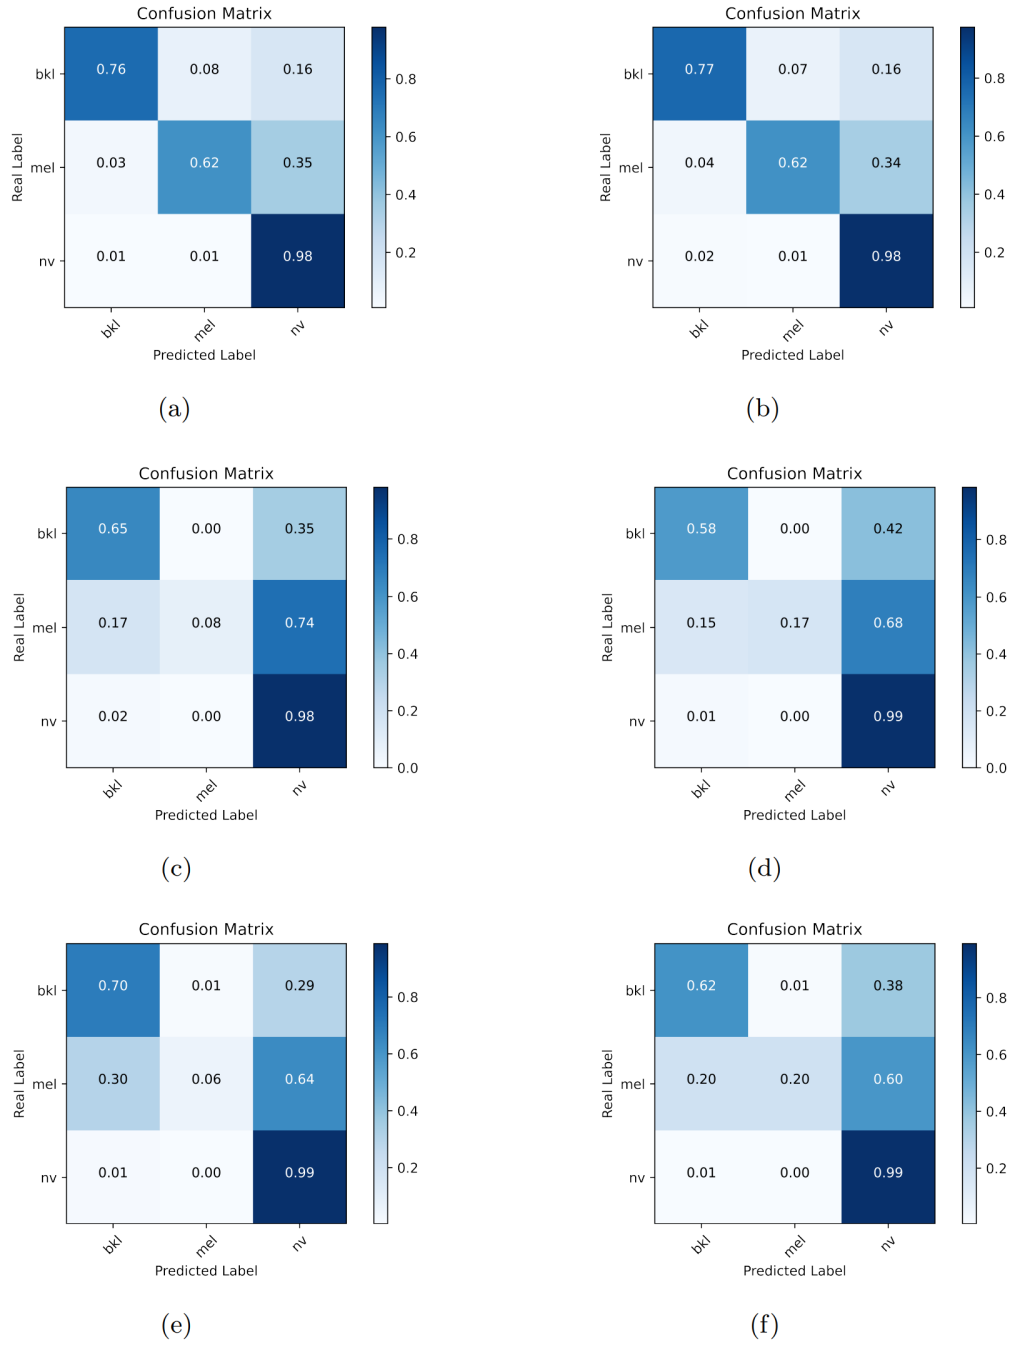 Confusion Matrix
bkl 0.76 0.08 0.16
mel 0.03 0.62 0.35
nv 0.01 0.01 0.98
bkl mel nv
Real Label
Predicted Label
0.8
0.6
0.4
0.2
(a)
Confusion Matrix
bkl 0.77 0.07 0.16
mel 0.04 0.62 0.34
nv 0.02 0.01 0.98
bkl mel nv
Real Label
Predicted Label
0.8
0.6
0.4
0.2
(b)
Confusion Matrix
bkl 0.65 0.00 0.35
mel 0.17 0.08 0.74
nv 0.02 0.00 0.98
bkl mel nv
Real Label
Predicted Label
0.8
0.6
0.4
0.2
0.0
(c)
Confusion Matrix
bkl 0.58 0.00 0.42
mel 0.15 0.17 0.68
nv 0.01 0.00 0.99
bkl mel nv
Real Label
Predicted Label
0.8
0.6
0.4
0.2
0.0
(d)
Confusion Matrix
bkl 0.70 0.01 0.29
mel 0.30 0.06 0.64
nv 0.01 0.00 0.99
bkl mel nv
Real Label
Predicted Label
0.8
0.6
0.4
0.2
(e)
Confusion Matrix
bkl 0.62 0.01 0.38
mel 0.20 0.20 0.60
nv 0.01 0.00 0.99
bkl mel nv
Real Label
Predicted Label
0.8
0.6
0.4
0.2
(f)